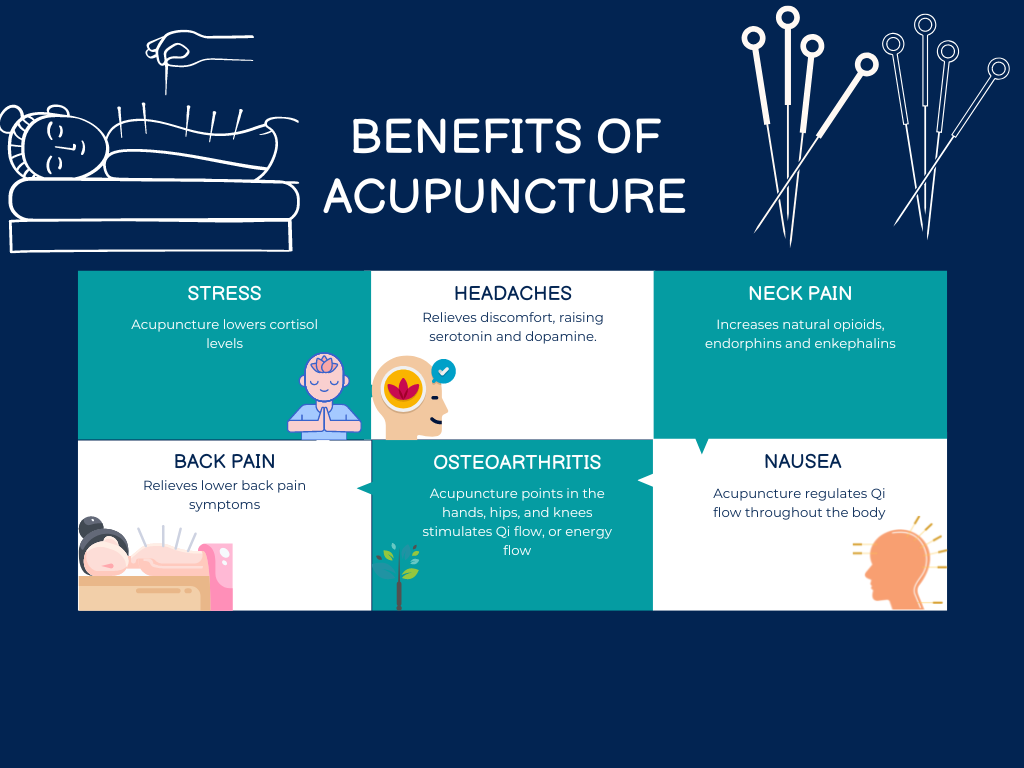 BENEFITS OF
ACUPUNCTURE
STRESS
Acupuncture lowers cortisol
levels
HEADACHES
Relieves discomfort, raising
serotonin and dopamine.
NECK PAIN
Increases natural opioids,
endorphins and enkephalins
BACK PAIN
Relieves lower back pain
symptoms
OSTEOARTHRITIS
Acupuncture points in the
hands, hips, and knees
stimulates Qi flow, or energy
flow
NAUSEA
Acupuncture regulates Qi
flow throughout the body